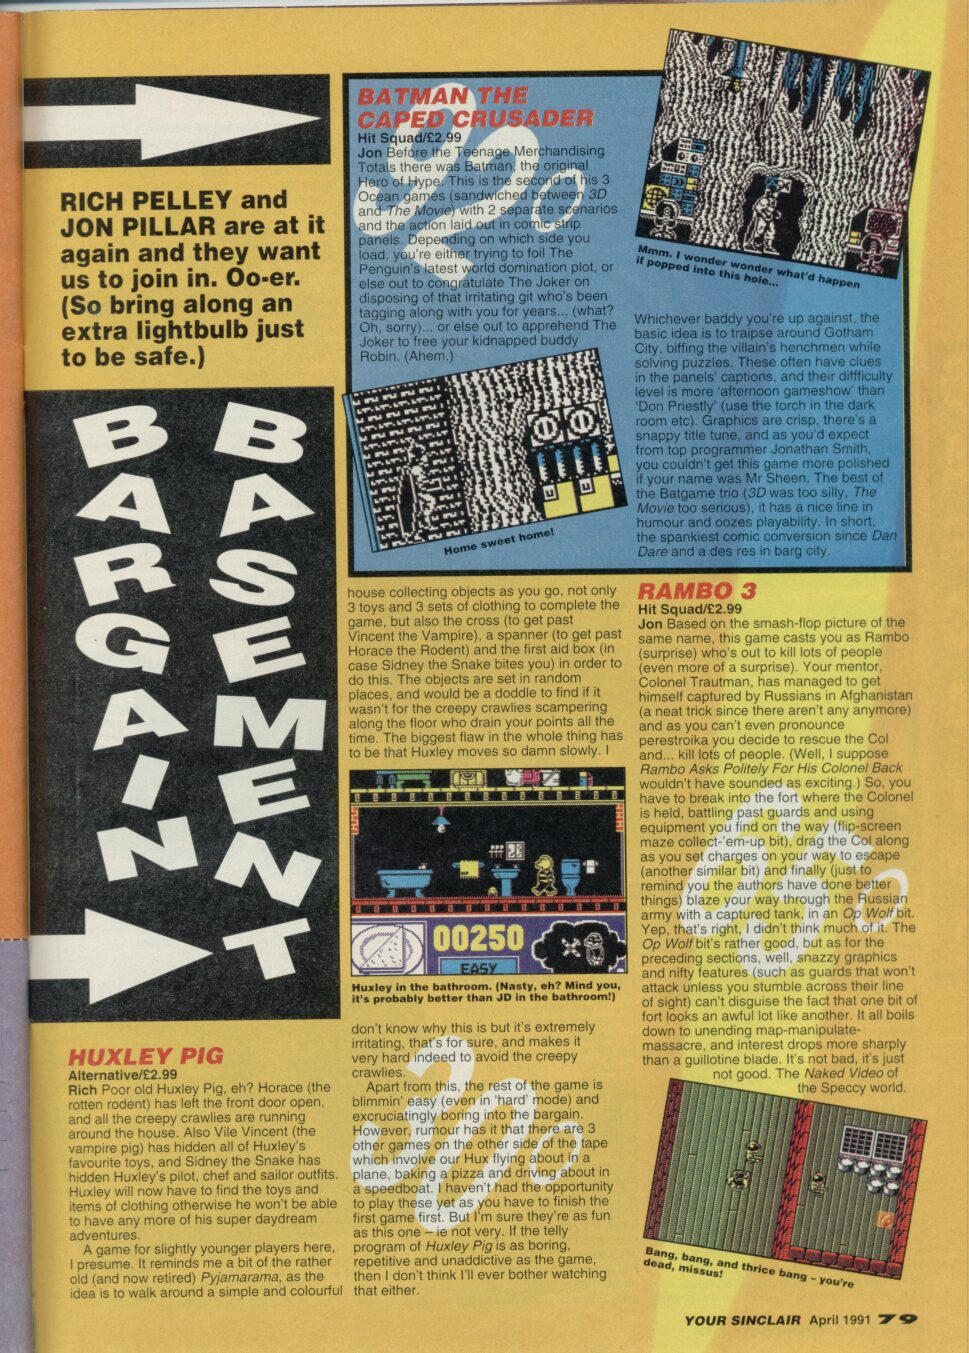 RICH PELLEY and
JON PILLAR are at it
again and they want
us to join in. Oo-er.
(So bring along an
extra lightbulb just
to be safe.)
BARGAIN
BASEMENT
BATMAN THE
CAPED CRUSADER
Hit Squad/£2.99
Jon Before the Teenage Merchandising
Totals there was Batman, the original
Hero of Hype. This is the second of his 3
Ocean games (sandwiched between 3D
and The Movie) with 2 separate scenarios
and the action laid out in comic strip
panels. Depending on which side you
load, you're either trying to foil The
Penguin's latest world domination plot, or
else out to congratulate The Joker on
disposing of that irritating git who's been
tagging along with you for years... (what?
Oh, sorry)... or else out to apprehend The
Joker to free your kidnapped buddy
Robin. (Ahem.)
Home sweet home!
Mmm. I wonder wonder what'd happen
if popped into this hole...
Whichever baddy you're up against, the
basic idea is to traipse around Gotham
City, biffing the villain's henchmen while
solving puzzles. These often have clues
in the panels' captions, and their diffficulty
level is more 'afternoon gameshow' than
'Don Priestly' (use the torch in the dark
room etc). Graphics are crisp, there's a
snappy title tune, and as you'd expect
from top programmer Jonathan Smith,
you couldn't get this game more polished
if your name was Mr Sheen. The best of
the Batgame trio (3D was too silly, The
Movie too serious), it has a nice line in
humour and oozes playability. In short,
the spankiest comic conversion since Dan
Dare and a des res in barg city.
HUXLEY PIG
Alternative/£2.99
Rich Poor old Huxley Pig, eh? Horace (the
rotten rodent) has left the front door open,
and all the creepy crawlies are running
around the house. Also Vile Vincent (the
vampire pig) has hidden all of Huxley's
favourite toys, and Sidney the Snake has
hidden Huxley's pilot, chef and sailor outfits.
Huxley will now have to find the toys and
items of clothing otherwise he won't be able
to have any more of his super daydream
adventures.
A game for slightly younger players here,
I presume. It reminds me a bit of the rather
old (and now retired) Pyjamarama, as the
idea is to walk around a simple and colourful
house collecting objects as you go, not only
3 toys and 3 sets of clothing to complete the
game, but also the cross (to get past
Vincent the Vampire), a spanner (to get past
Horace the Rodent) and the first aid box (in
case Sidney the Snake bites you) in order to
do this. The objects are set in random
places, and would be a doddle to find if it
wasn't for the creepy crawlies scampering
along the floor who drain your points all the
time. The biggest flaw in the whole thing has
to be that Huxley moves so damn slowly. I
00250
EASY
Huxley in the bathroom. (Nasty, eh? Mind you,
it's probably better than JD in the bathroom!)
don't know why this is but it's extremely
irritating, that's for sure, and makes it
very hard indeed to avoid the creepy
crawlies.
Apart from this, the rest of the game is
blimmin' easy (even in 'hard' mode) and
excruciatingly boring into the bargain.
However, rumour has it that there are 3
other games on the other side of the tape
which involve our Hux flying about in a
plane, baking a pizza and driving about in
a speedboat. I haven't had the opportunity
to play these yet as you have to finish the
first game first. But I'm sure they're as fun
as this one – ie not very. If the telly
program of Huxley Pig is as boring,
repetitive and unaddictive as the game,
then I don't think I'll ever bother watching
that either.
RAMBO 3
Hit Squad/£2.99
Jon Based on the smash-flop picture of the
same name, this game casts you as Rambo
(surprise) who's out to kill lots of people
(even more of a surprise). Your mentor,
Colonel Trautman, has managed to get
himself captured by Russians in Afghanistan
(a neat trick since there aren't any anymore)
and as you can't even pronounce
perestroika you decide to rescue the Col
and... kill lots of people. (Well, I suppose
Rambo Asks Politely For His Colonel Back
wouldn't have sounded as exciting.) So, you
have to break into the fort where the Colonel
is held, battling past guards and using
equipment you find on the way (flip-screen
maze collect-'em-up bit), drag the Col along
as you set charges on your way to escape
(another similar bit) and finally (just to
remind you the authors have done better
things) blaze your way through the Russian
army with a captured tank, in an Op Wolf bit.
Yep, that's right, I didn't think much of it. The
Op Wolf bit's rather good, but as for the
preceding sections, well, snazzy graphics
and nifty features (such as guards that won't
attack unless you stumble across their line
of sight) can't disguise the fact that one bit of
fort looks an awful lot like another. It all boils
down to unending map-manipulate-
massacre, and interest drops more sharply
than a guillotine blade. It's not bad, it's just
not good. The Naked Video of
the Speccy world.
Bang, bang, and thrice bang – you're
dead, missus!
YOUR SINCLAIR April 1991 79